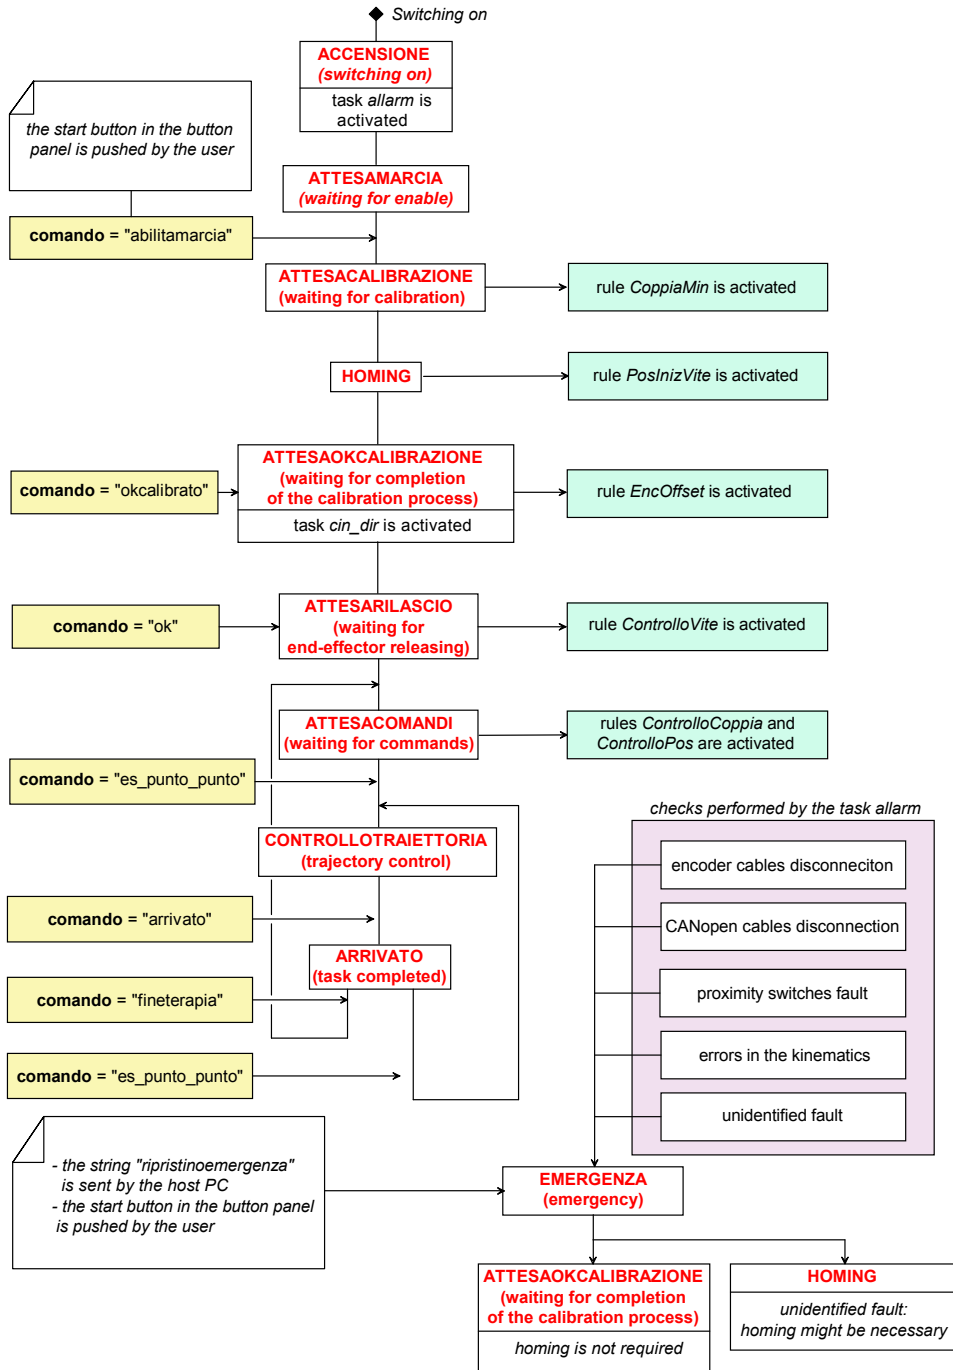 Switching on
ACCENSIONE
(switching on)
task allarm is
activated
the start button in the button
panel is pushed by the user
ATTESAMARCIA
(waiting for enable)
comando = "abilitamarcia"
ATTESACALIBRAZIONE
(waiting for calibration)
rule CoppiaMin is activated
HOMING
rule PosInizVite is activated
ATTESAOKCALIBRAZIONE
(waiting for completion
of the calibration process)
task cin_dir is activated
comando = "okcalibrato"
rule EncOffset is activated
comando = "ok"
ATTESARILASCIO
(waiting for
end-effector releasing)
rule ControlloVite is activated
ATTESACOMANDI
(waiting for commands)
rules ControlloCoppia and
ControlloPos are activated
comando = "es_punto_punto"
CONTROLLOTRAIETTORIA
(trajectory control)
comando = "arrivato"
ARRIVATO
(task completed)
comando = "fineterapia"
comando = "es_punto_punto"
checks performed by the task allarm
encoder cables disconneciton
CANopen cables disconnection
proximity switches fault
errors in the kinematics
unidentified fault
- the string "ripristinoemergenza"
is sent by the host PC
- the start button in the button panel
is pushed by the user
EMERGENZA
(emergency)
ATTESAOKCALIBRAZIONE
(waiting for completion
of the calibration process)
homing is not required
HOMING
unidentified fault:
homing might be necessary